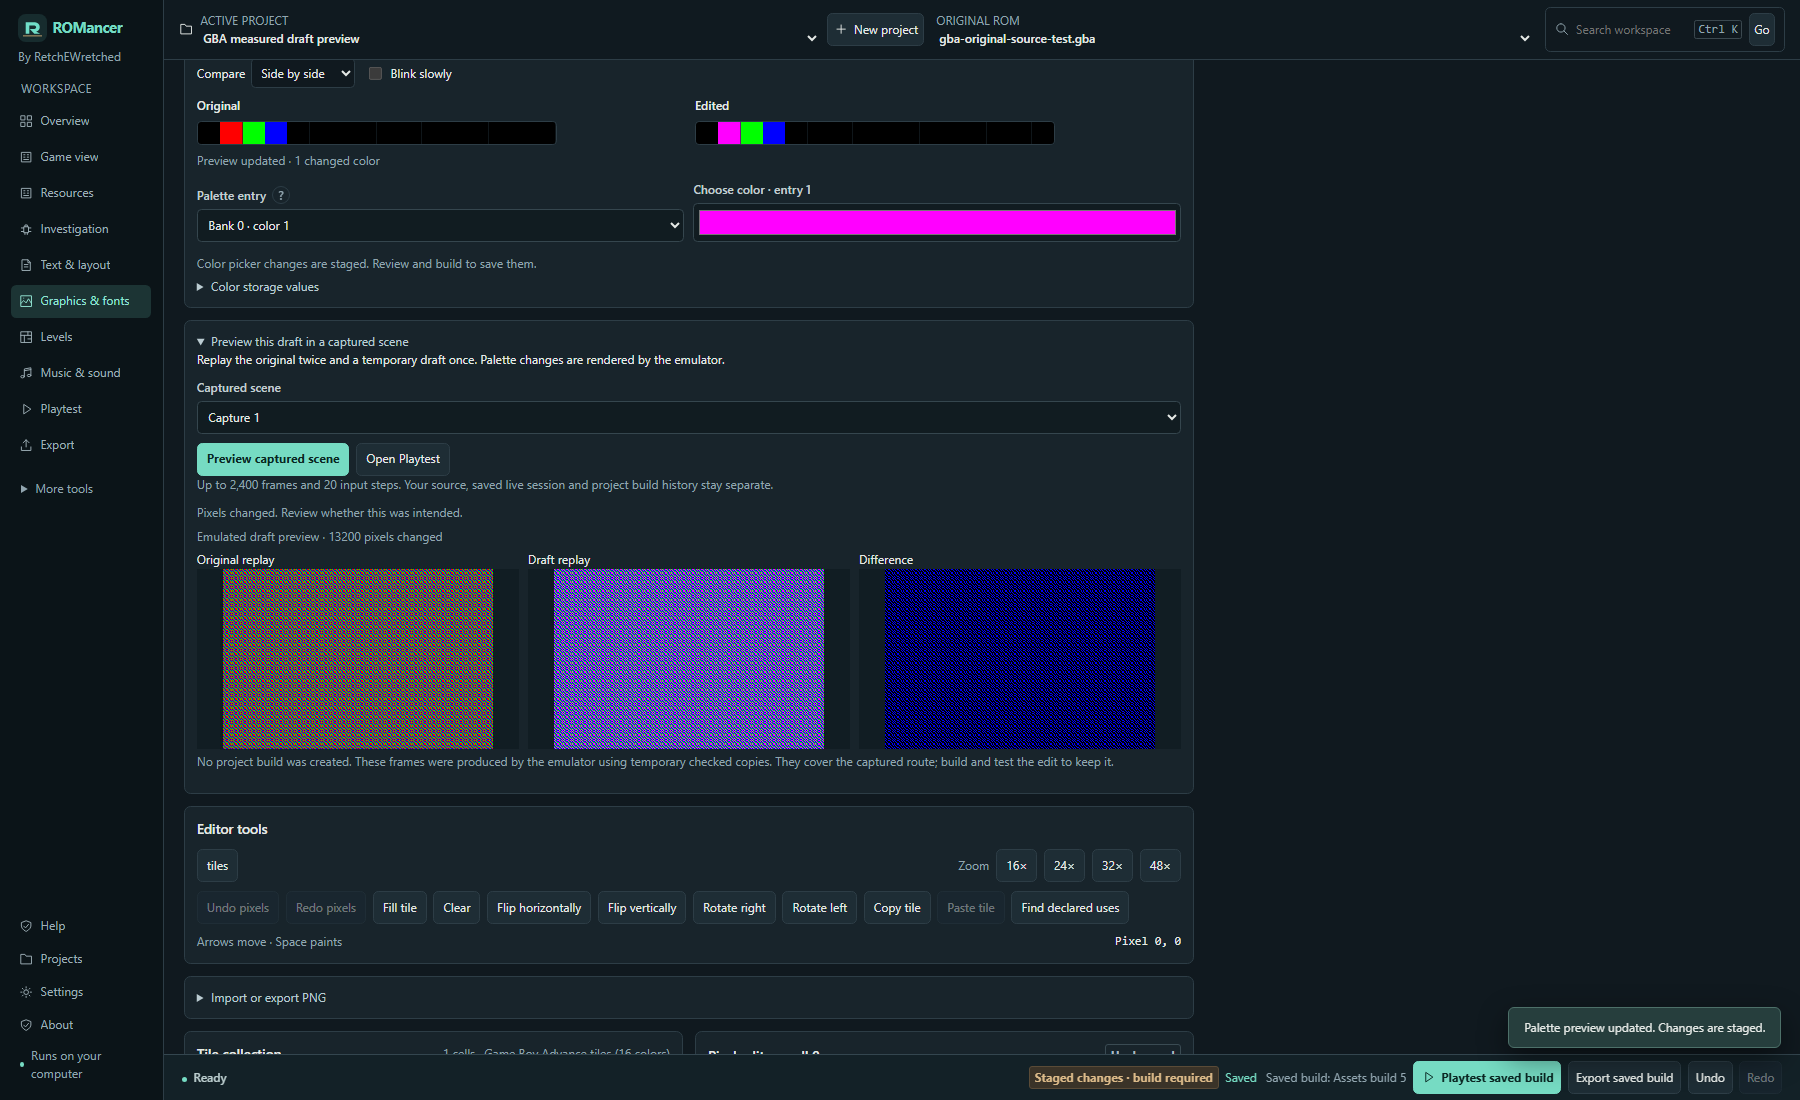 ROMancer
By RetchEWretched
WORKSPACE
Overview
Game view
Resources
Investigation
Text & layout
Graphics & fonts
Levels
Music & sound
Playtest
Export
More tools
Help
Projects
Settings
About
Runs on your
computer
ACTIVE PROJECT
GBA measured draft preview
New project
ORIGINAL ROM
gba-original-source-test.gba
Search workspace
Ctrl K
Go
Compare Side by side Blink slowly
Original Edited
Preview updated · 1 changed color
Palette entry ? Choose color · entry 1
Bank 0 · color 1
Color picker changes are staged. Review and build to save them.
Color storage values
Preview this draft in a captured scene
Replay the original twice and a temporary draft once. Palette changes are rendered by the emulator.
Captured scene
Capture 1
Preview captured scene Open Playtest
Up to 2,400 frames and 20 input steps. Your source, saved live session and project build history stay separate.
Pixels changed. Review whether this was intended.
Emulated draft preview · 13200 pixels changed
Original replay Draft replay Difference
No project build was created. These frames were produced by the emulator using temporary checked copies. They cover the captured route; build and test the edit to keep it.
Editor tools
tiles Zoom 16× 24× 32× 48×
Undo pixels Redo pixels Fill tile Clear Flip horizontally Flip vertically Rotate right Rotate left Copy tile Paste tile Find declared uses
Arrows move · Space paints Pixel 0, 0
Import or export PNG
Tile collection 1 cells · Game Boy Advance tiles (16 colors)
Palette preview updated. Changes are staged.
Ready Staged changes · build required Saved Saved build: Assets build 5 Playtest saved build Export saved build Undo Redo